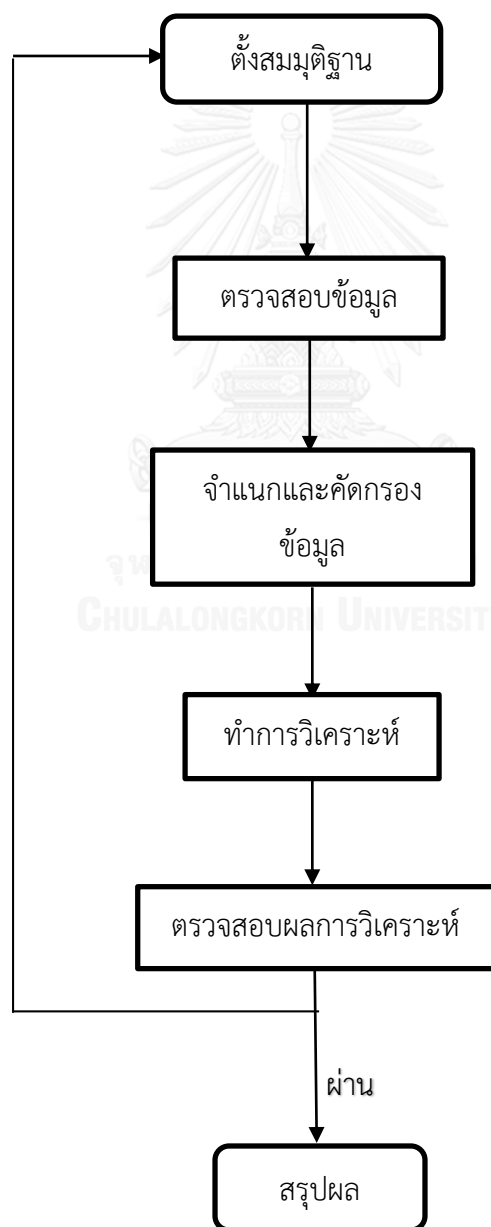 ตั้งสมมุติฐาน
ตรวจสอบข้อมูล
จำแนกและคัดกรอง
ข้อมูล
จุฬ
CHULALONGKORN UNIVERSIT
ทำการวิเคราะห์
ตรวจสอบผลการวิเคราะห์
ผ่าน
สรุปผล